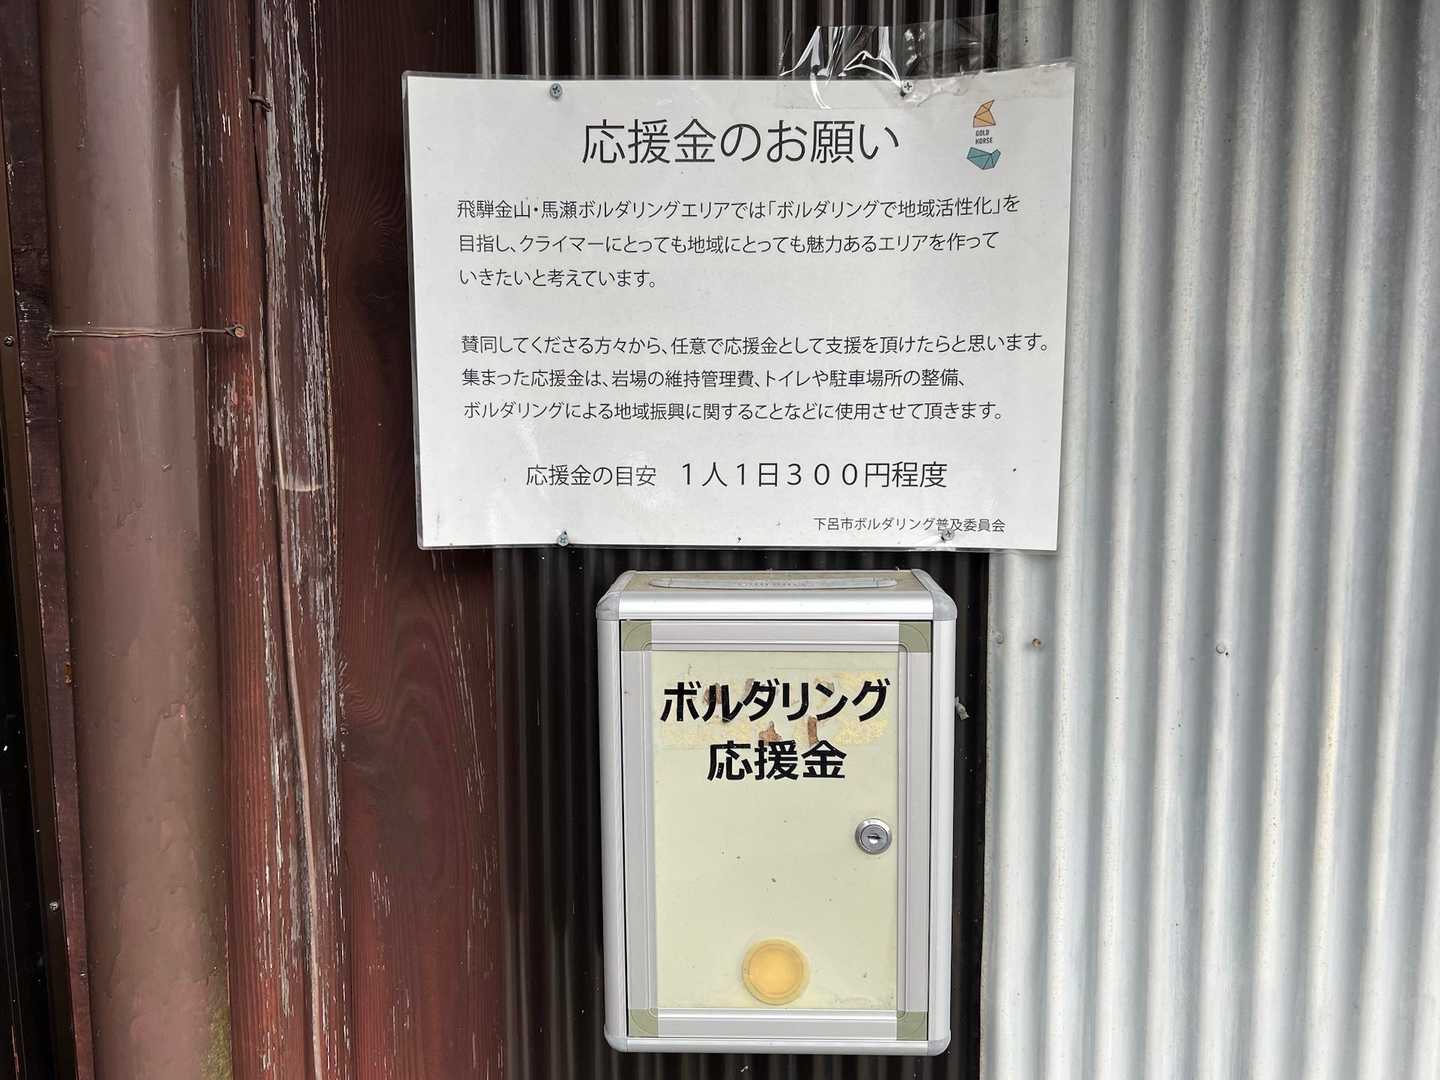 応援金のお願い
GOLD
HORSE
飛騨金山・馬瀬ボルダリングエリアでは「ボルダリングで地域活性化」を
目指し、クライマーにとっても地域にとっても魅力あるエリアを作って
いきたいと考えています。
賛同してくださる方々から、任意で応援金として支援を頂けたらと思います。
集まった応援金は、岩場の維持管理費、トイレや駐車場所の整備、
ボルダリングによる地域振興に関することなどに使用させて頂きます。
応援金の目安　１人１日３００円程度
下呂市ボルダリング普及委員会
ボルダリング
応援金